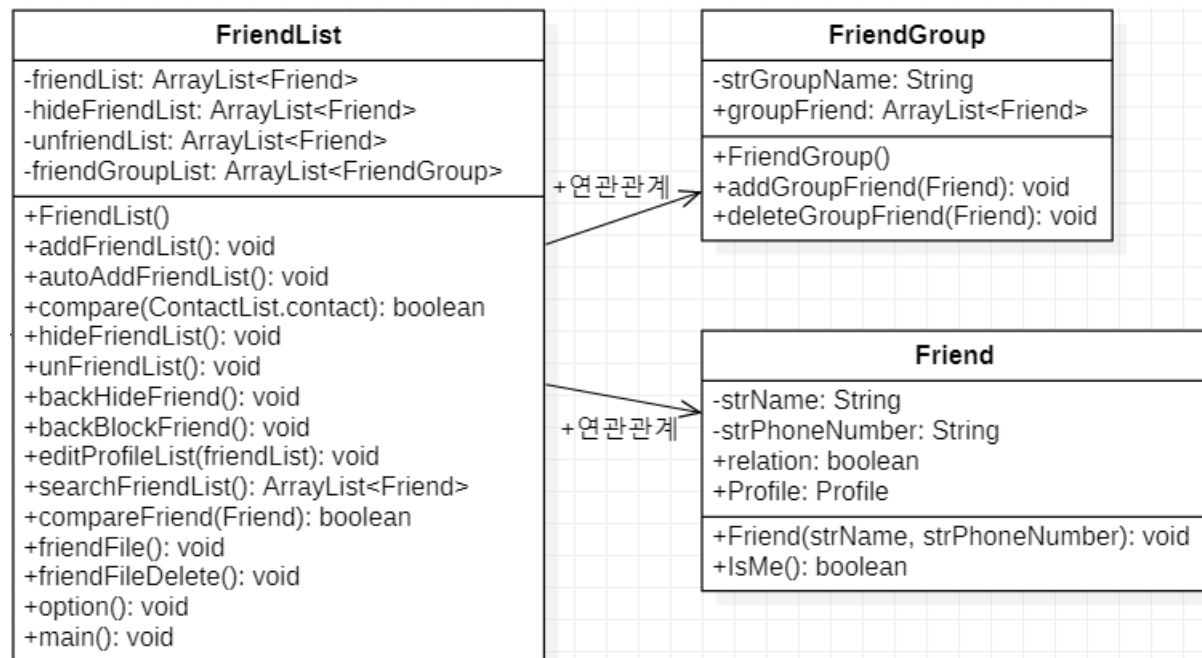 FriendList
-friendList: ArrayList<Friend>
-hideFriendList: ArrayList<Friend>
-unfriendList: ArrayList<Friend>
-friendGroupList: ArrayList<FriendGroup>
+FriendList()
+addFriendList(): void
+autoAddFriendList(): void
+compare(ContactList.contact): boolean
+hideFriendList(): void
+unFriendList(): void
+backHideFriend(): void
+backBlockFriend(): void
+editProfileList(friendList): void
+searchFriendList(): ArrayList<Friend>
+compareFriend(Friend): boolean
+friendFile(): void
+friendFileDelete(): void
+option(): void
+main(): void
+연관관계
+연관관계
FriendGroup
-strGroupName: String
+groupFriend: ArrayList<Friend>
+FriendGroup()
+addGroupFriend(Friend): void
+deleteGroupFriend(Friend): void
Friend
-strName: String
-strPhoneNumber: String
+relation: boolean
+Profile: Profile
+Friend(strName, strPhoneNumber): void
+IsMe(): boolean